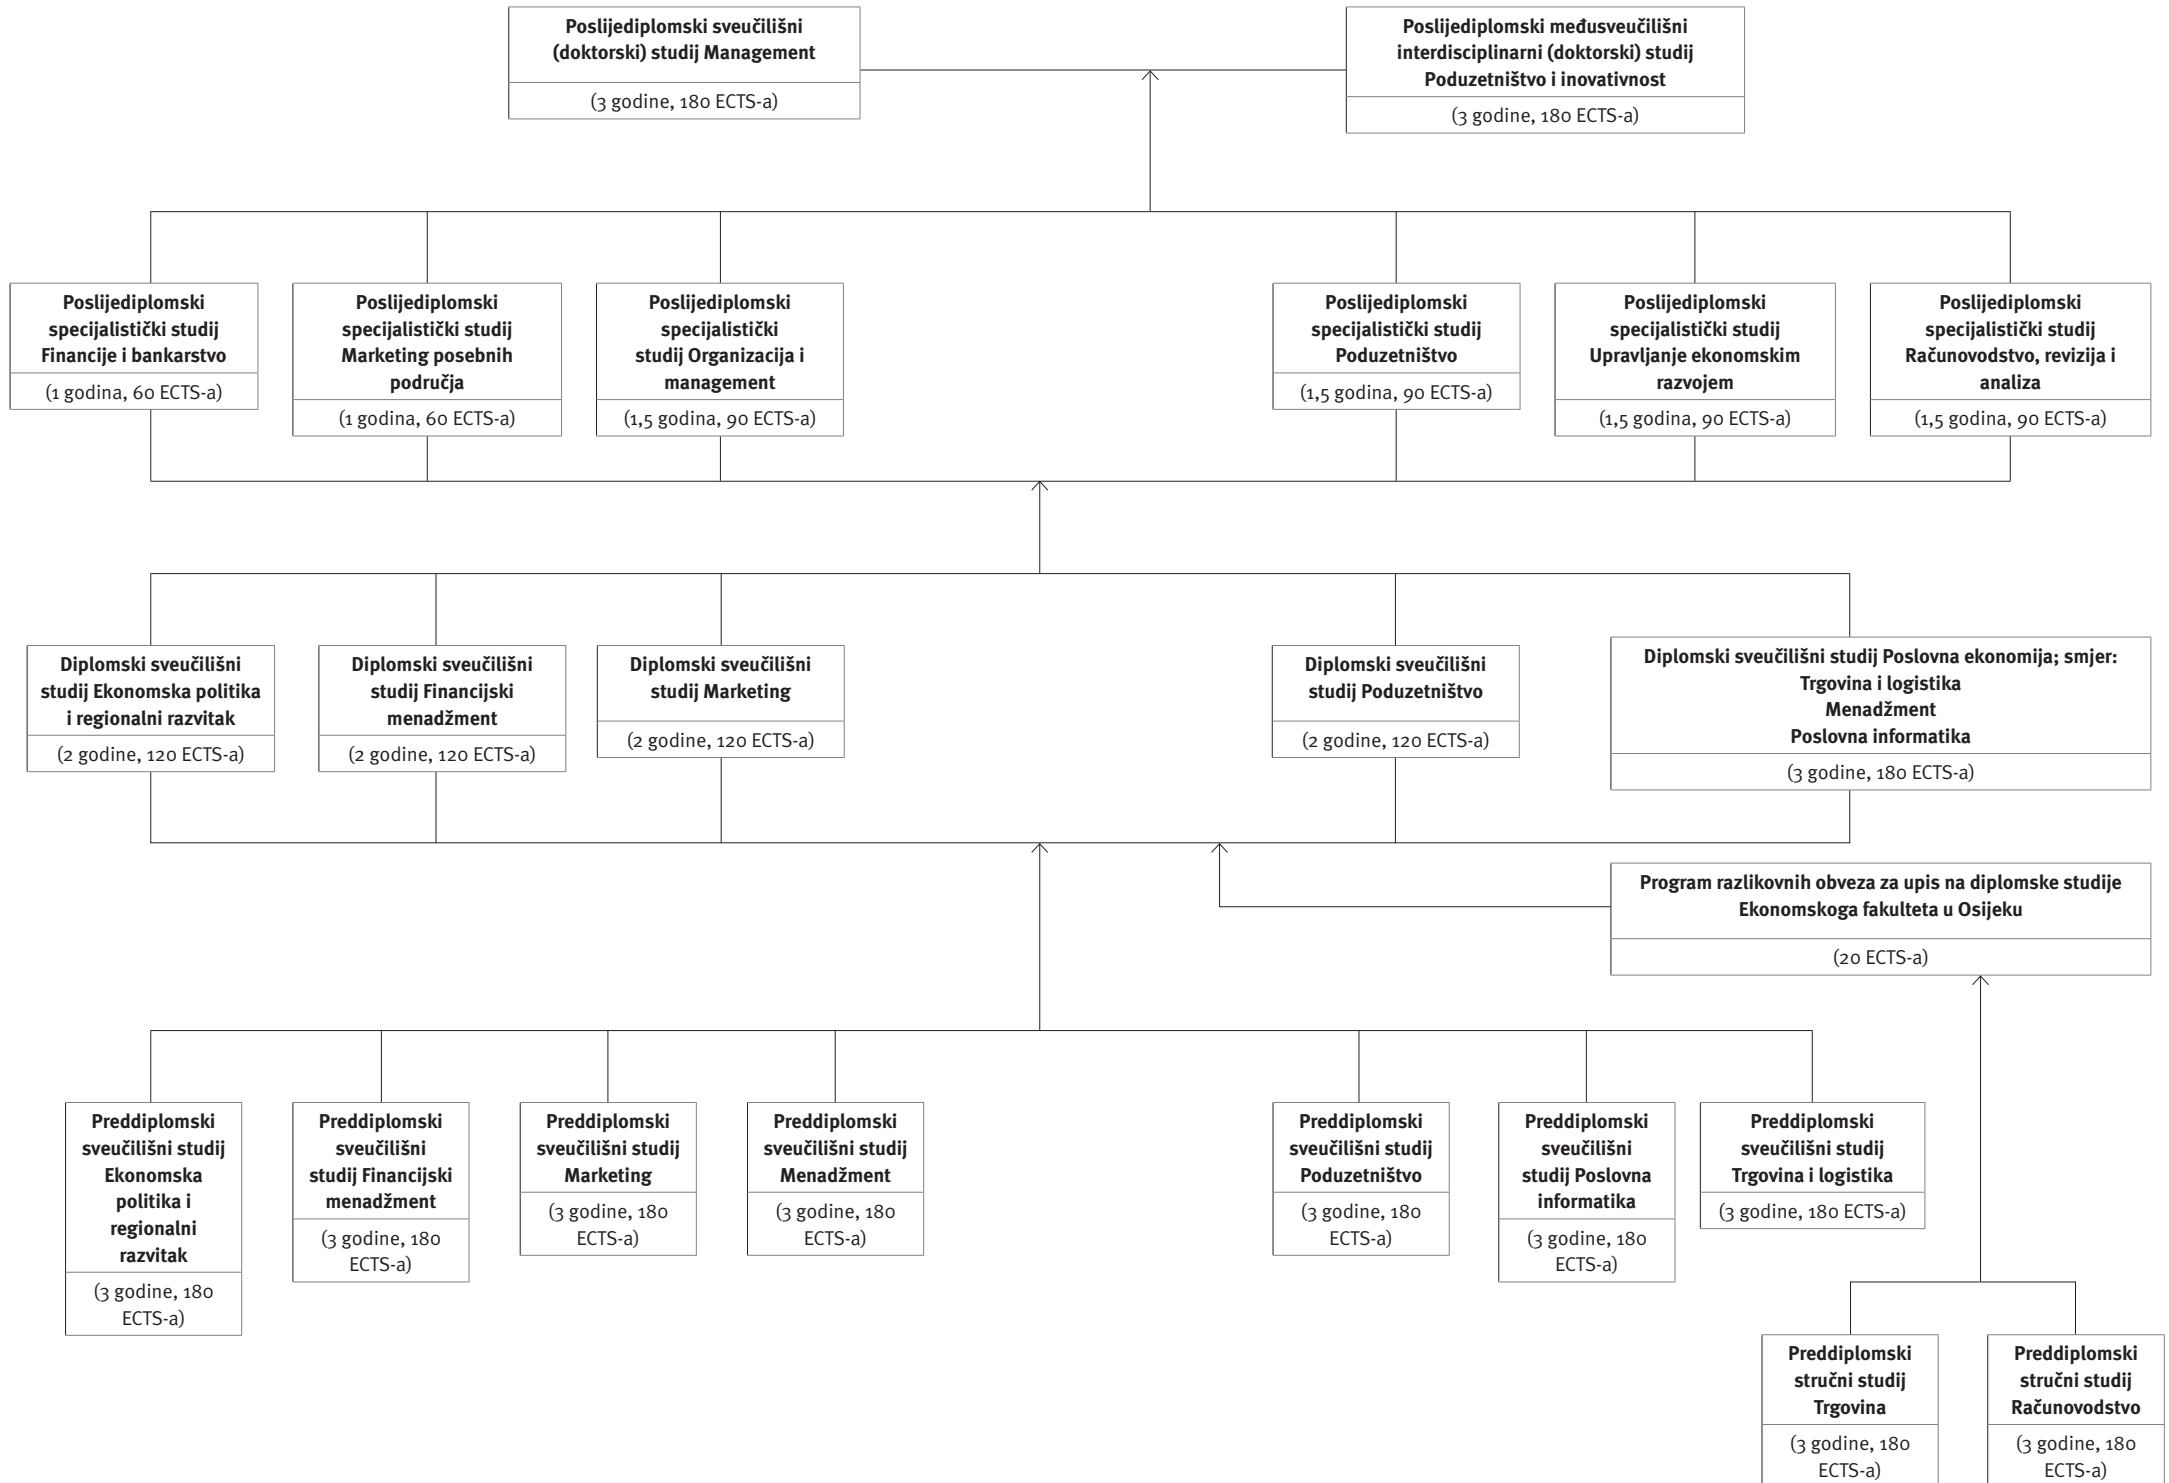 Poslijediplomski sveučilišni
(doktorski) studij Management
(3 godine, 180 ECTS-a)
Poslijediplomski međusveučilišni
interdisciplinarni (doktorski) studij
Poduzetništvo i inovativnost
(3 godine, 180 ECTS-a)
Poslijediplomski
specijalistički studij
Financije i bankarstvo
(1 godina, 60 ECTS-a)
Poslijediplomski
specijalistički studij
Marketing posebnih
područja
(1 godina, 60 ECTS-a)
Poslijediplomski
specijalistički
studij Organizacija i
management
(1,5 godina, 90 ECTS-a)
Poslijediplomski
specijalistički studij
Poduzetništvo
(1,5 godina, 90 ECTS-a)
Poslijediplomski
specijalistički studij
Upravljanje ekonomskim
razvojem
(1,5 godina, 90 ECTS-a)
Poslijediplomski
specijalistički studij
Računovodstvo, revizija i
analiza
(1,5 godina, 90 ECTS-a)
Diplomski sveučilišni
studij Ekonomska politika
i regionalni razvitak
(2 godine, 120 ECTS-a)
Diplomski sveučilišni
studij Financijski
menadžment
(2 godine, 120 ECTS-a)
Diplomski sveučilišni
studij Marketing
(2 godine, 120 ECTS-a)
Diplomski sveučilišni
studij Poduzetništvo
(2 godine, 120 ECTS-a)
Diplomski sveučilišni studij Poslovna ekonomija; smjer:
Trgovina i logistika
Menadžment
Poslovna informatika
(3 godine, 180 ECTS-a)
Program razlikovnih obveza za upis na diplomske studije
Ekonomskoga fakulteta u Osijeku
(20 ECTS-a)
Preddiplomski
sveučilišni studij
Ekonomska
politika i
regionalni
razvitak
(3 godine, 180
ECTS-a)
Preddiplomski
sveučilišni
studij Financijski
menadžment
(3 godine, 180
ECTS-a)
Preddiplomski
sveučilišni studij
Marketing
(3 godine, 180
ECTS-a)
Preddiplomski
sveučilišni studij
Menadžment
(3 godine, 180
ECTS-a)
Preddiplomski
sveučilišni studij
Poduzetništvo
(3 godine, 180
ECTS-a)
Preddiplomski
sveučilišni
studij Poslovna
informatika
(3 godine, 180
ECTS-a)
Preddiplomski
sveučilišni studij
Trgovina i logistika
(3 godine, 180 ECTS-a)
Preddiplomski
stručni studij
Trgovina
(3 godine, 180
ECTS-a)
Preddiplomski
stručni studij
Računovodstvo
(3 godine, 180
ECTS-a)